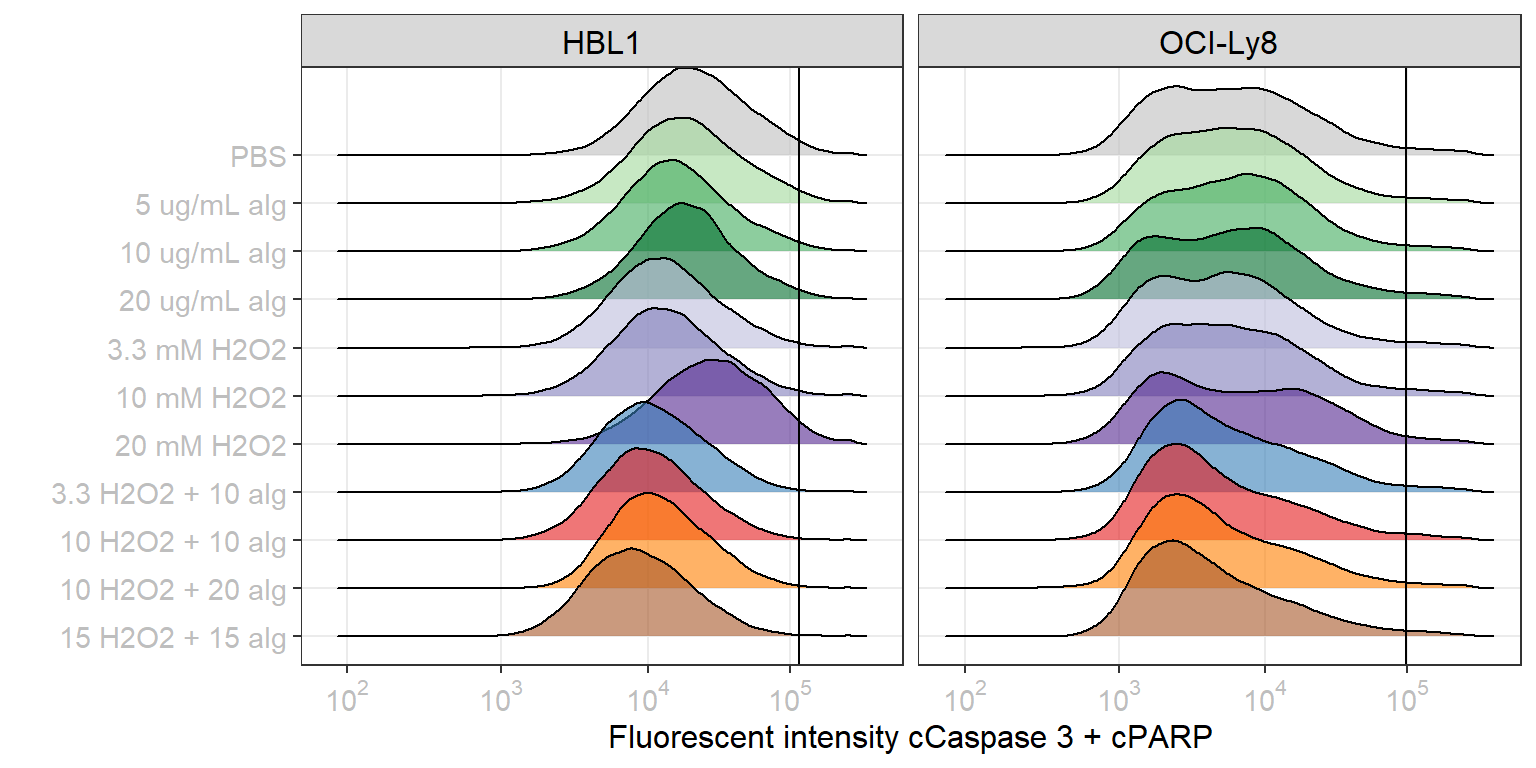 HBL1 OCI-Ly8
PBS
5 ug/mL alg
10 ug/mL alg
20 ug/mL alg
3.3 mM H2O2
10 mM H2O2
20 mM H2O2
3.3 H2O2 + 10 alg
10 H2O2 + 10 alg
10 H2O2 + 20 alg
15 H2O2 + 15 alg
10² 10³ 10⁴ 10⁵ 10² 10³ 10⁴ 10⁵
Fluorescent intensity cCaspase 3 + cPARP